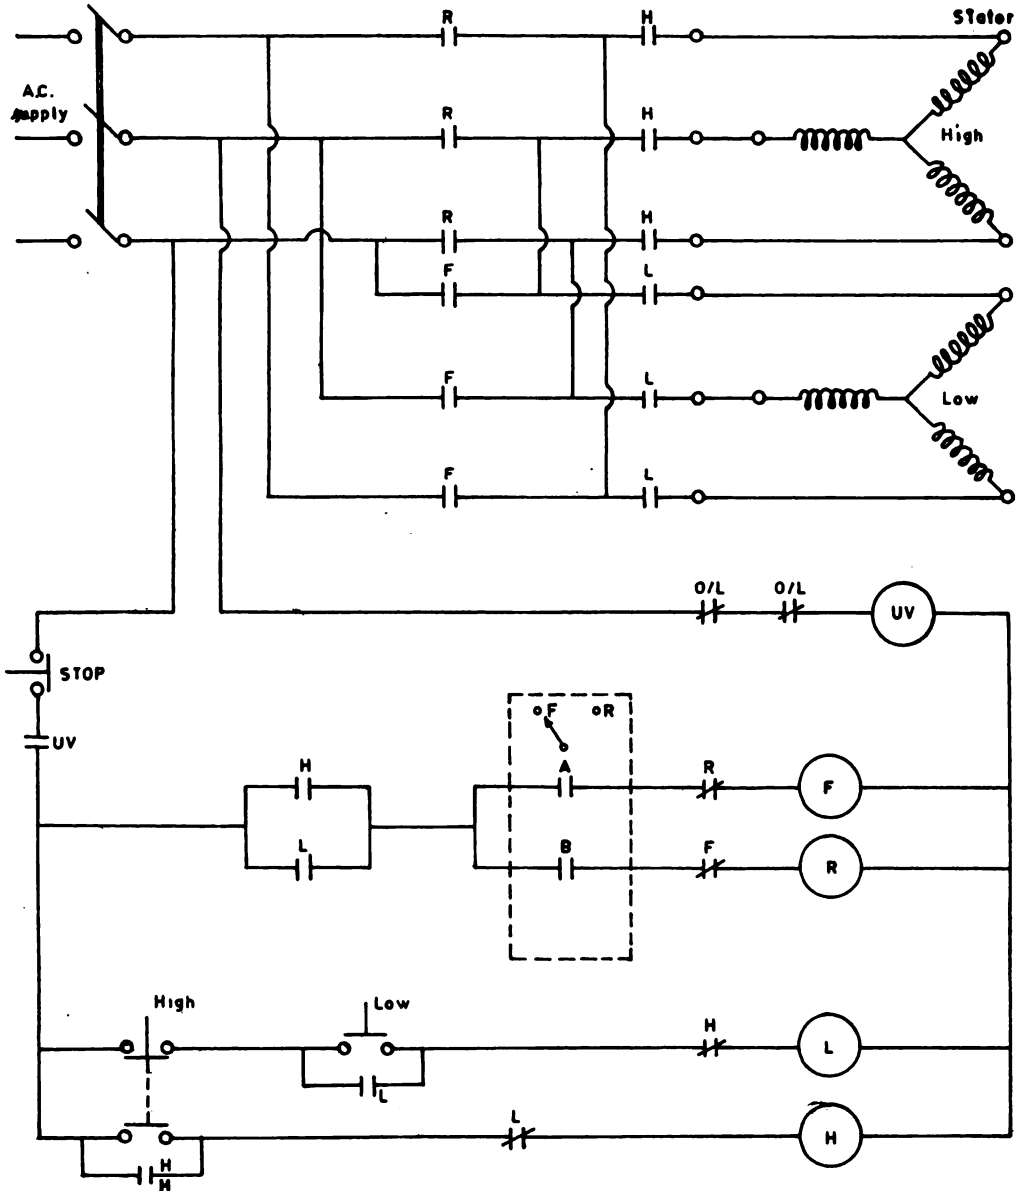 R H Stator
A.C.
supply
R H High
R H
F L
F L Low
F L
O/L O/L
UV
STOP
UV
F R
H A R F
L B F R
High Low
H L
L
L H
H
H